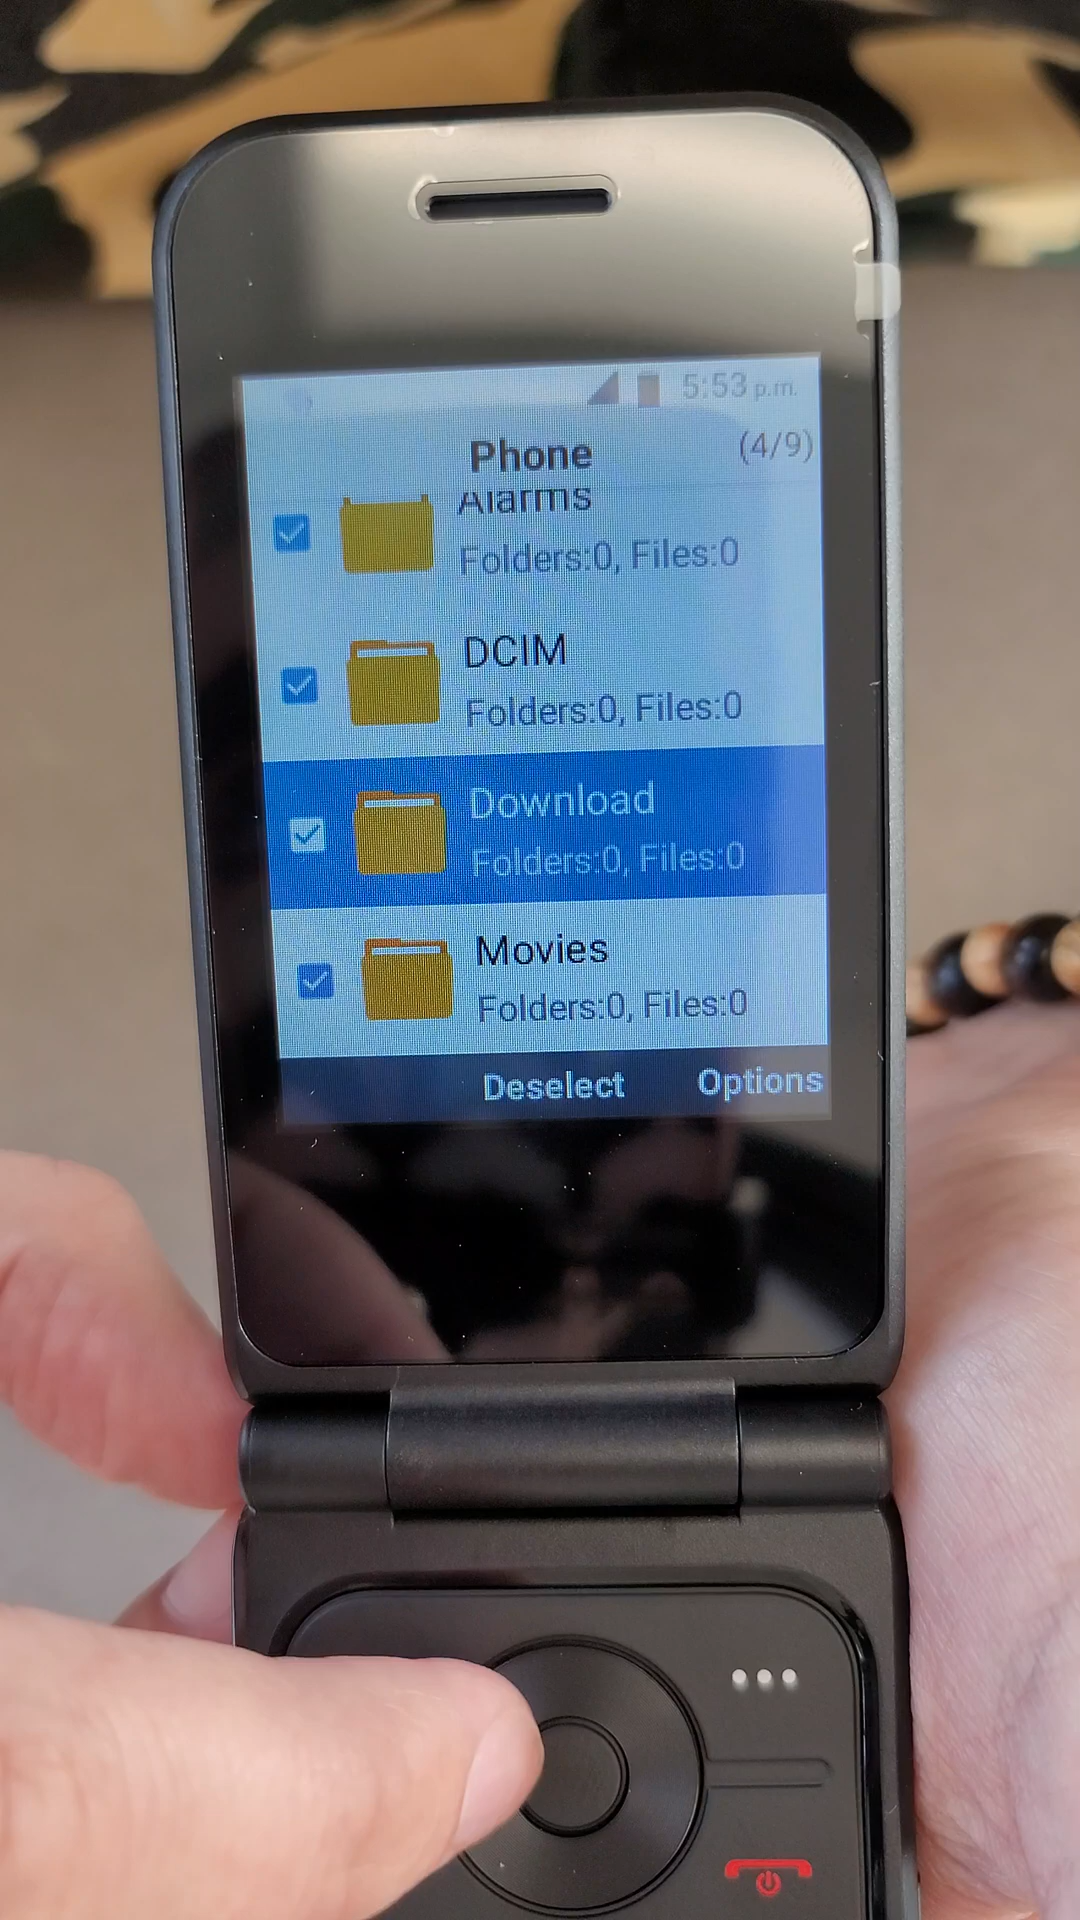 5:53 p.m.
Phone
(4/9)
Alarms
Folders:0, Files:0
DCIM
Folders:0, Files:0
Download
Folders:0, Files:0
Movies
Folders:0, Files:0
Deselect
Options